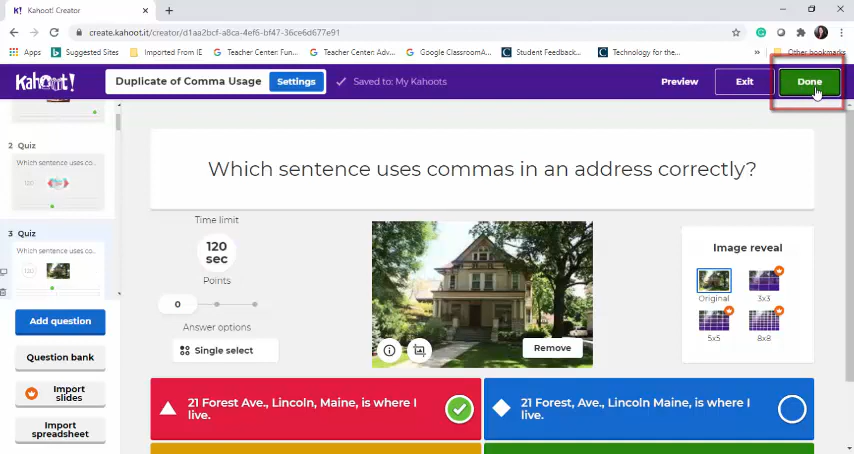 Kahoot! Creator
create.kahoot.it/creator/d1aa2bcf-a8ca-4ef6-bf47-36ce6d677e91
Apps Suggested Sites Imported From IE Teacher Center: Fun... Teacher Center: Adv... Google ClassroomA... Student Feedback... Technology for the... Other bookmarks
Kahoot! Duplicate of Comma Usage Settings Saved to: My Kahoots Preview Exit Done
2 Quiz
Which sentence uses co...
120
3 Quiz
Which sentence uses co...
120
Add question
Question bank
Import slides
Import spreadsheet
Which sentence uses commas in an address correctly?
Time limit
120
sec
Points
0
Answer options
Single select
Remove
Image reveal
Original 3x3
5x5 8x8
21 Forest Ave., Lincoln, Maine, is where I
live.
21 Forest, Ave., Lincoln Maine, is where I
live.